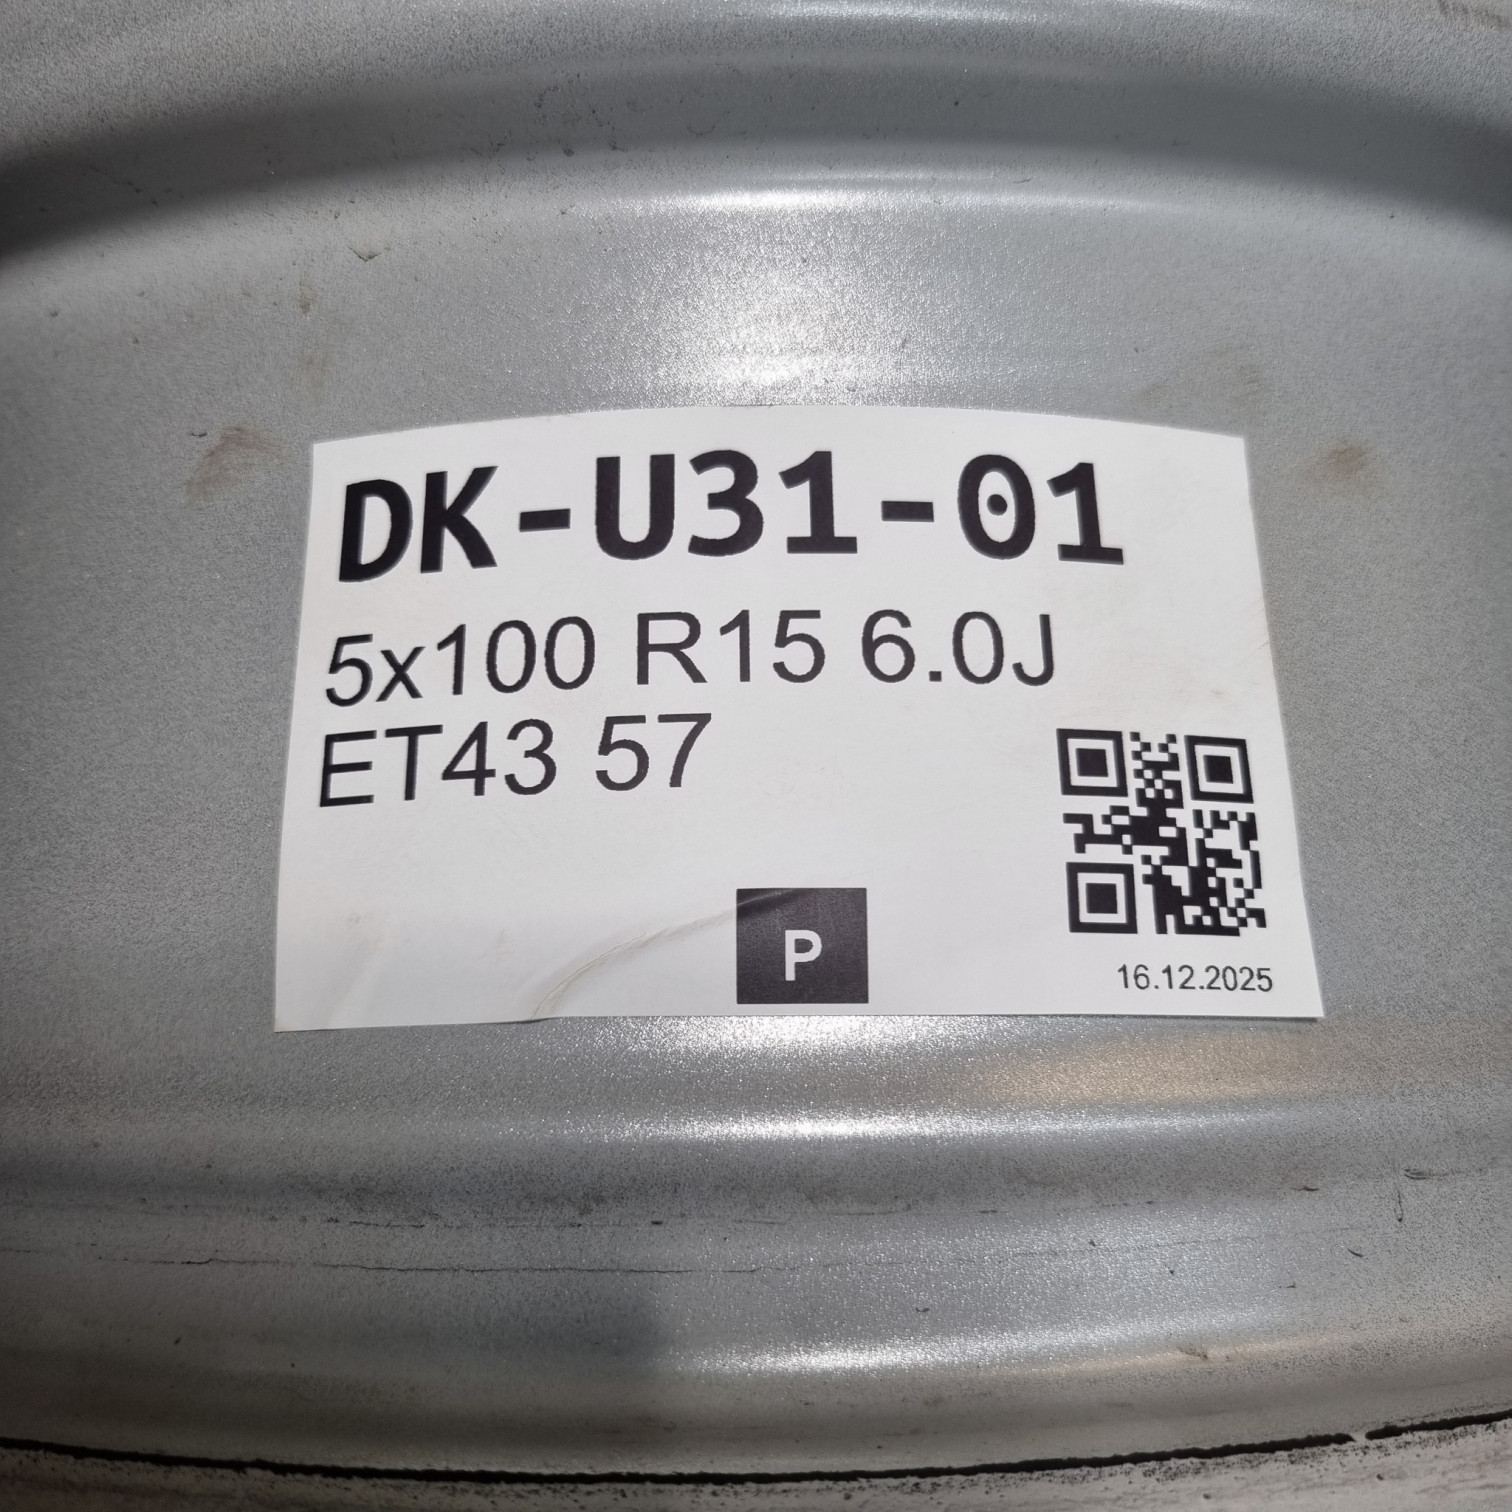 DK-U31-01
5x100 R15 6.0J
ET43 57
P
16.12.2025